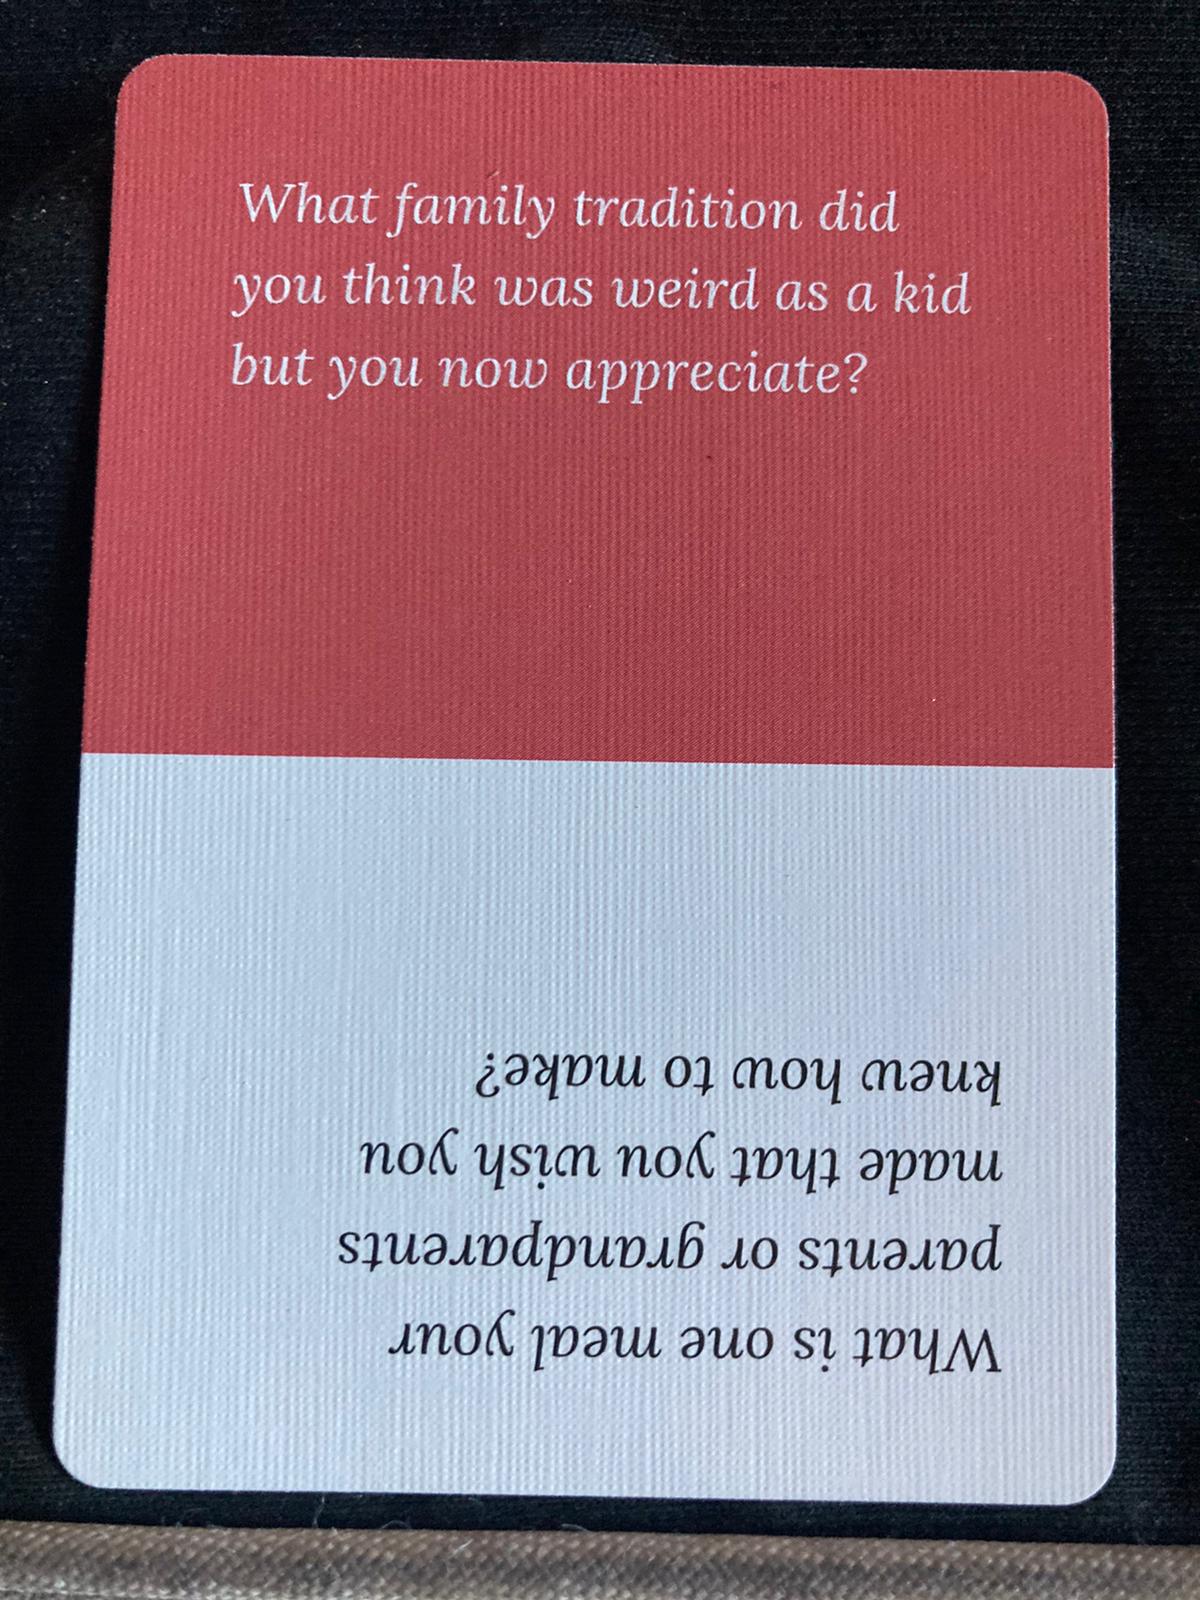 What family tradition did
you think was weird as a kid
but you now appreciate?
What is one meal your
parents or grandparents
made that you wish you
knew how to make?